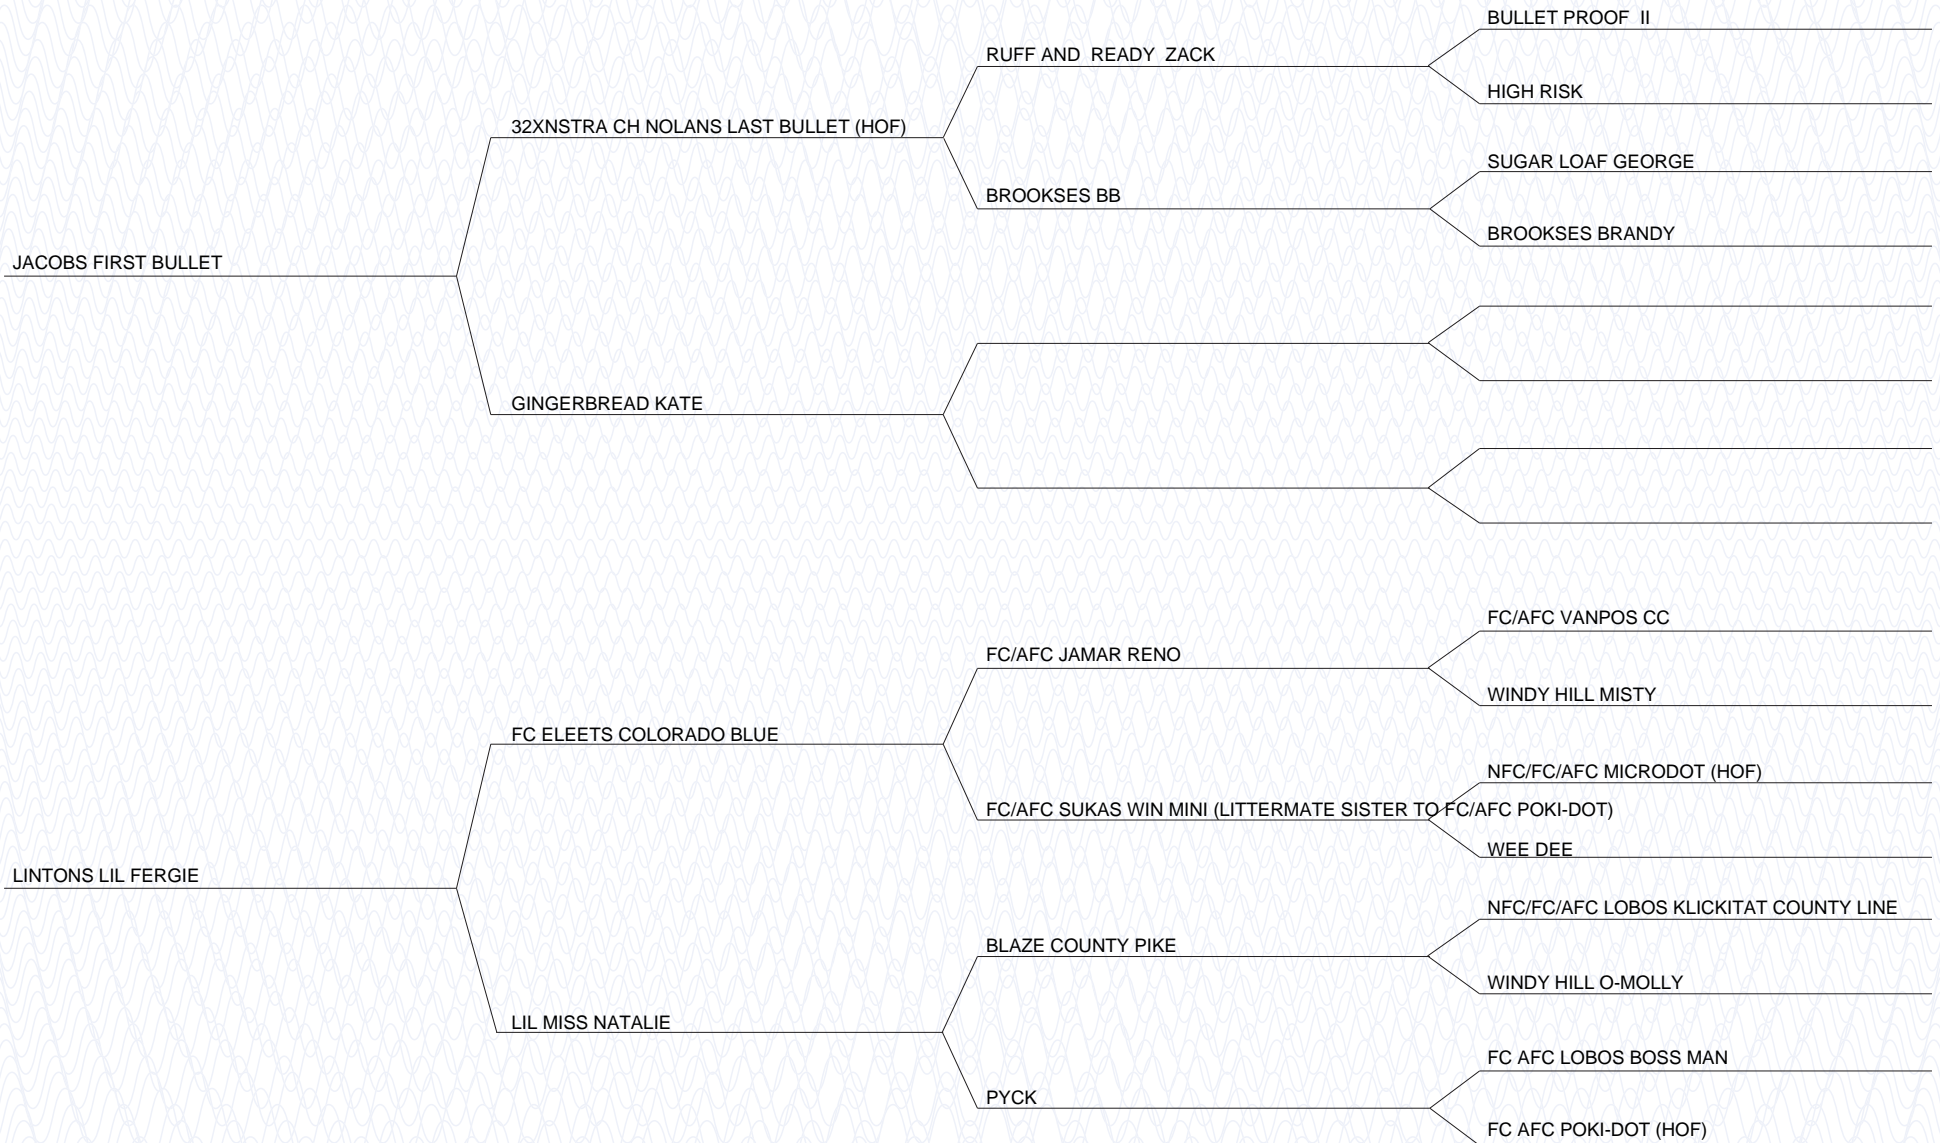 BULLET PROOF  II
RUFF AND  READY  ZACK
HIGH RISK
32XNSTRA CH NOLANS LAST BULLET (HOF)
SUGAR LOAF GEORGE
BROOKSES BB
BROOKSES BRANDY
JACOBS FIRST BULLET
GINGERBREAD KATE
FC/AFC VANPOS CC
FC/AFC JAMAR RENO
WINDY HILL MISTY
FC ELEETS COLORADO BLUE
NFC/FC/AFC MICRODOT (HOF)
FC/AFC SUKAS WIN MINI (LITTERMATE SISTER TO FC/AFC POKI-DOT)
WEE DEE
LINTONS LIL FERGIE
NFC/FC/AFC LOBOS KLICKITAT COUNTY LINE
BLAZE COUNTY PIKE
WINDY HILL O-MOLLY
LIL MISS NATALIE
FC AFC LOBOS BOSS MAN
PYCK
FC AFC POKI-DOT (HOF)